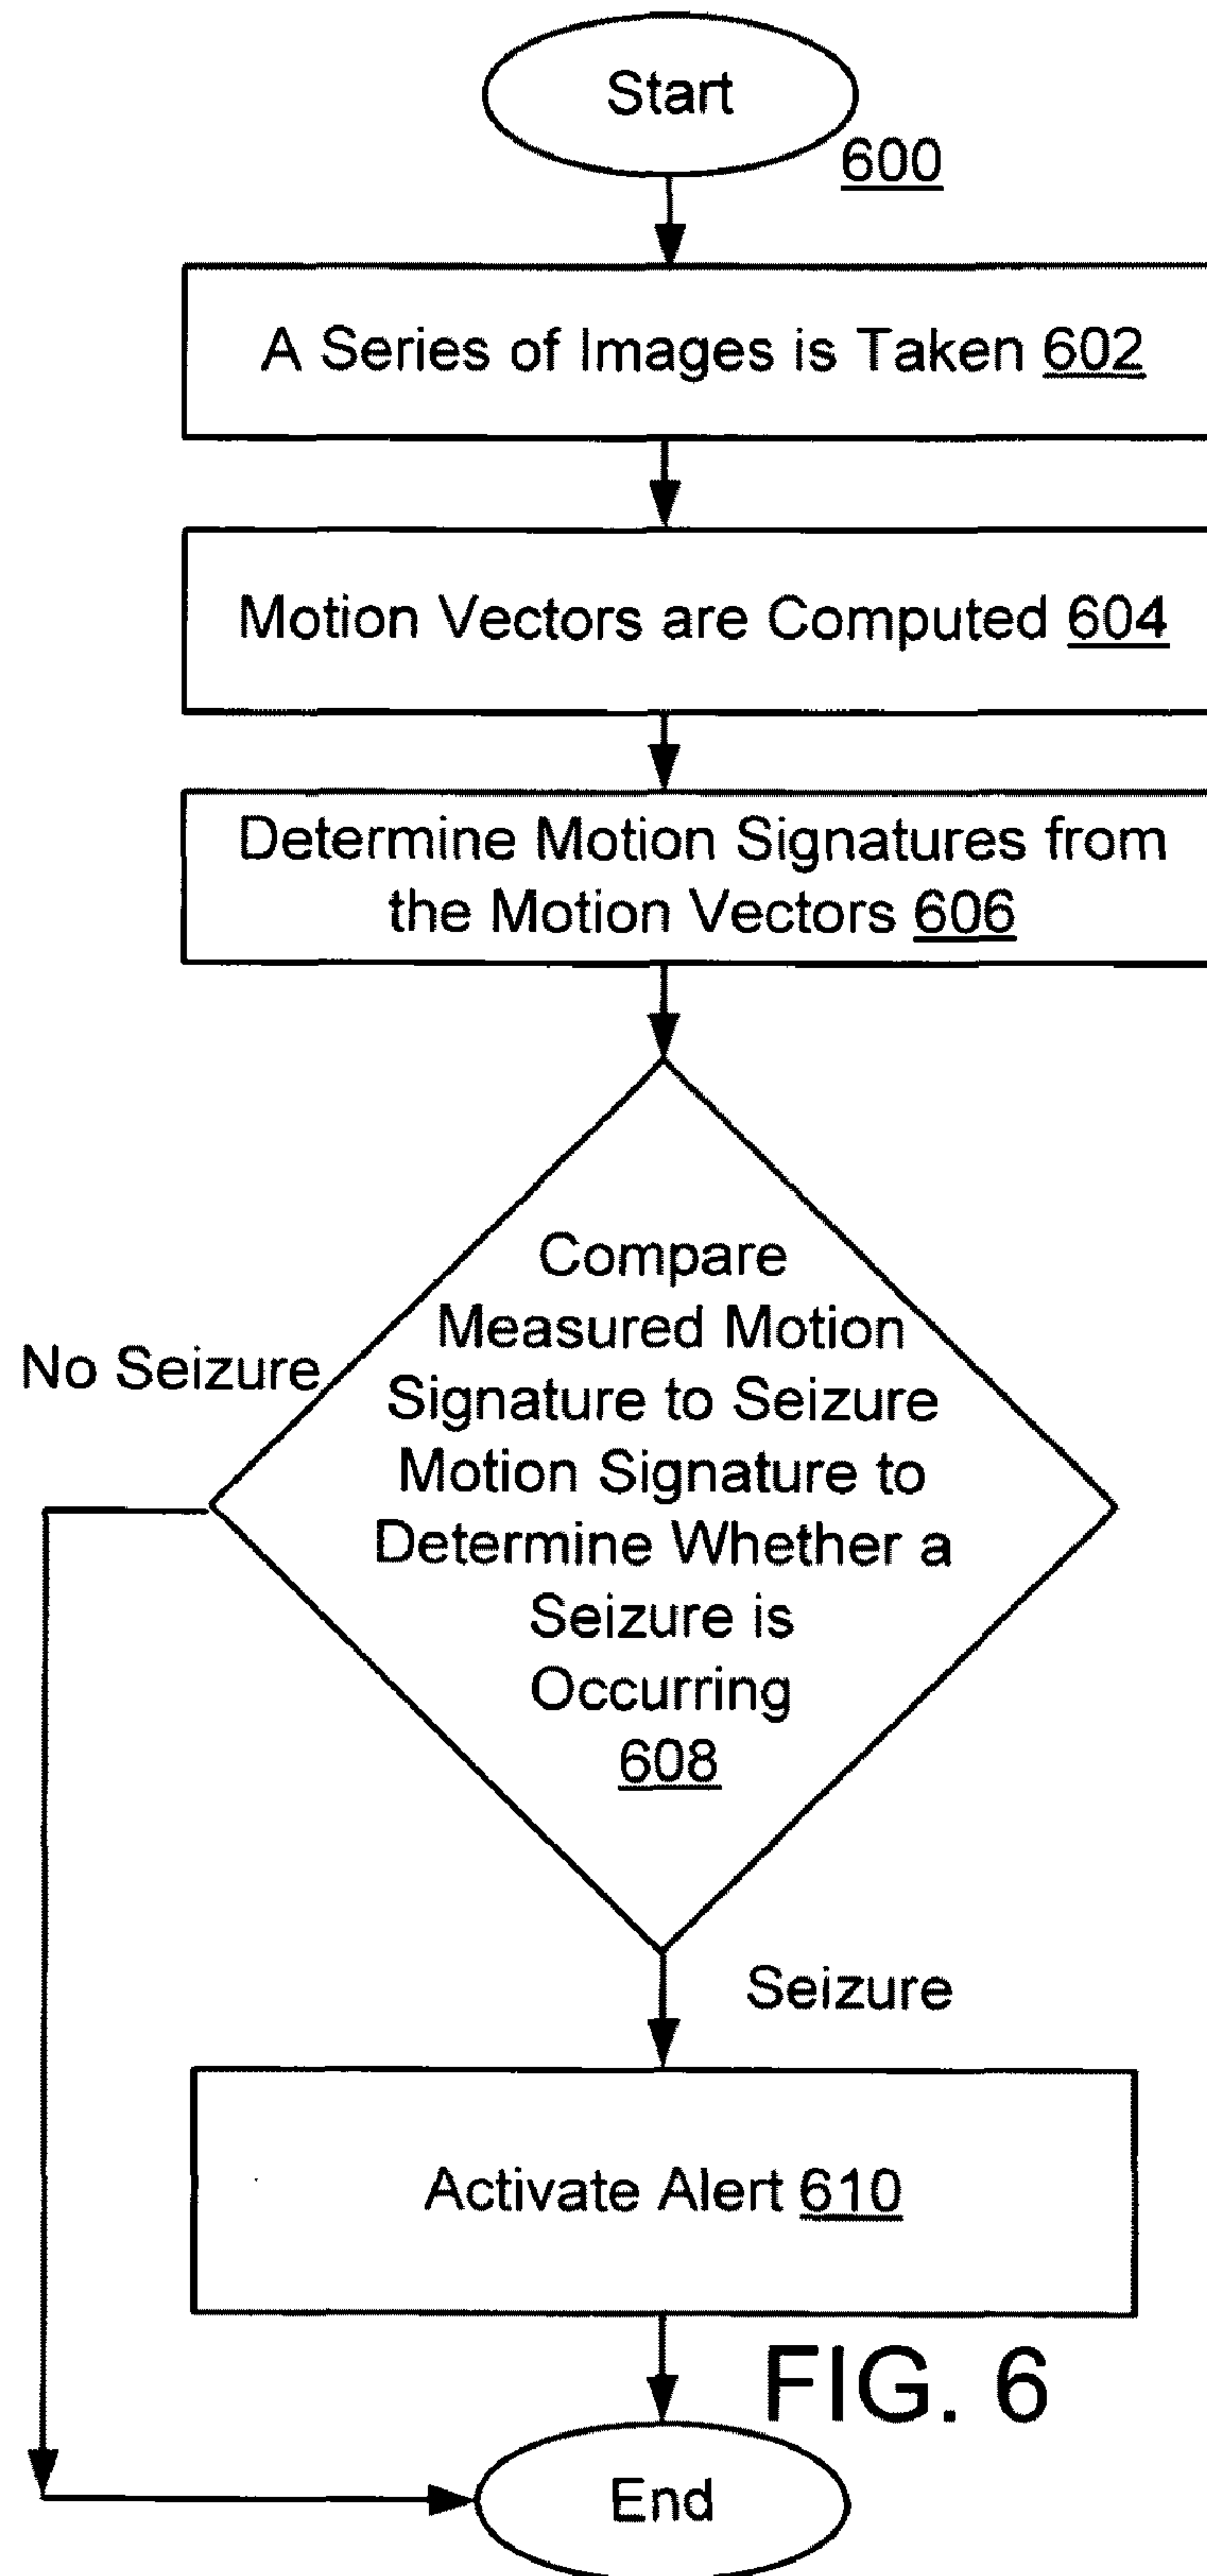 Start
600
A Series of Images is Taken 602
Motion Vectors are Computed 604
Determine Motion Signatures from
the Motion Vectors 606
Compare
Measured Motion
Signature to Seizure
Motion Signature to
Determine Whether a
Seizure is
Occurring
608
No Seizure
Seizure
Activate Alert 610
FIG. 6
End